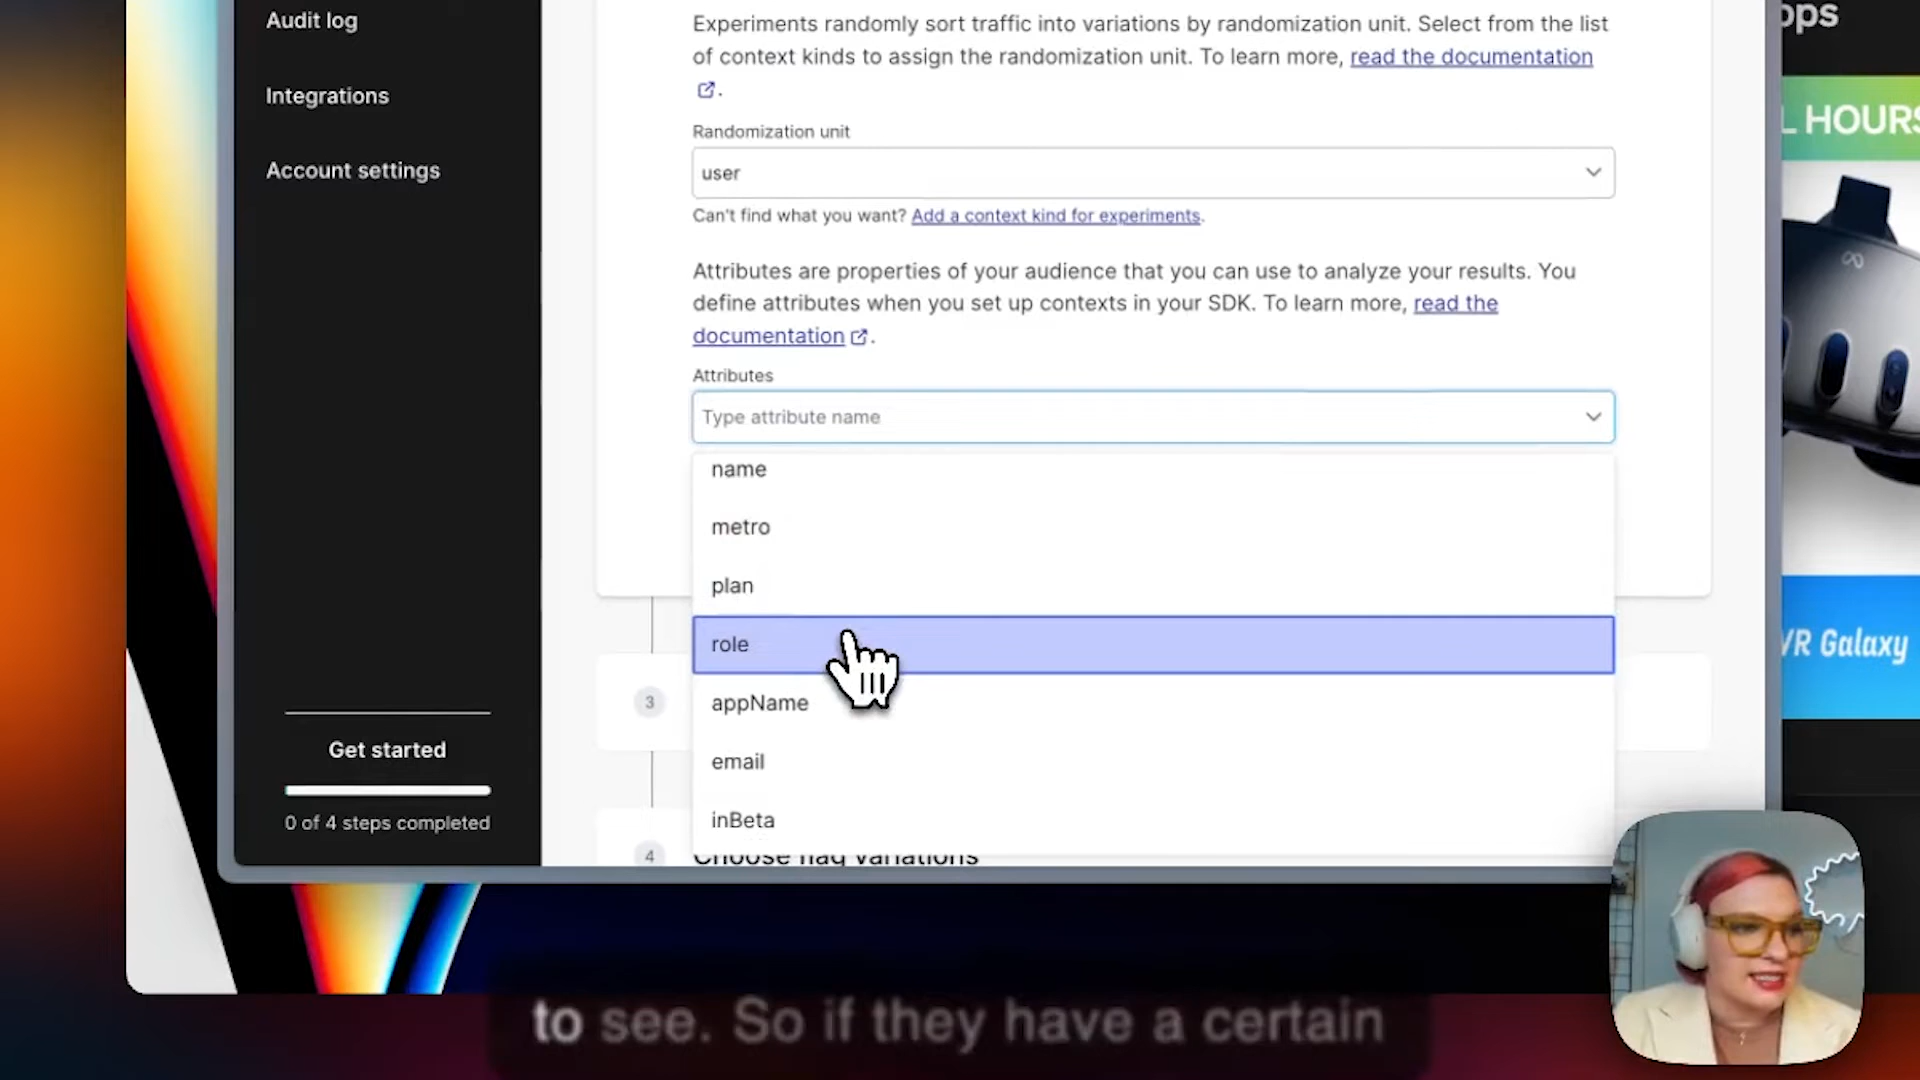 Audit log
Integrations
Account settings
Get started
0 of 4 steps completed
Experiments randomly sort traffic into variations by randomization unit. Select from the list
of context kinds to assign the randomization unit. To learn more, read the documentation
.
Randomization unit
user
Can't find what you want? Add a context kind for experiments.
Attributes are properties of your audience that you can use to analyze your results. You
define attributes when you set up contexts in your SDK. To learn more, read the
documentation .
Attributes
Type attribute name
name
metro
plan
role
3
appName
email
inBeta
4
Choose flag variations
L HOURS
VR Galaxy
to see. So if they have a certain